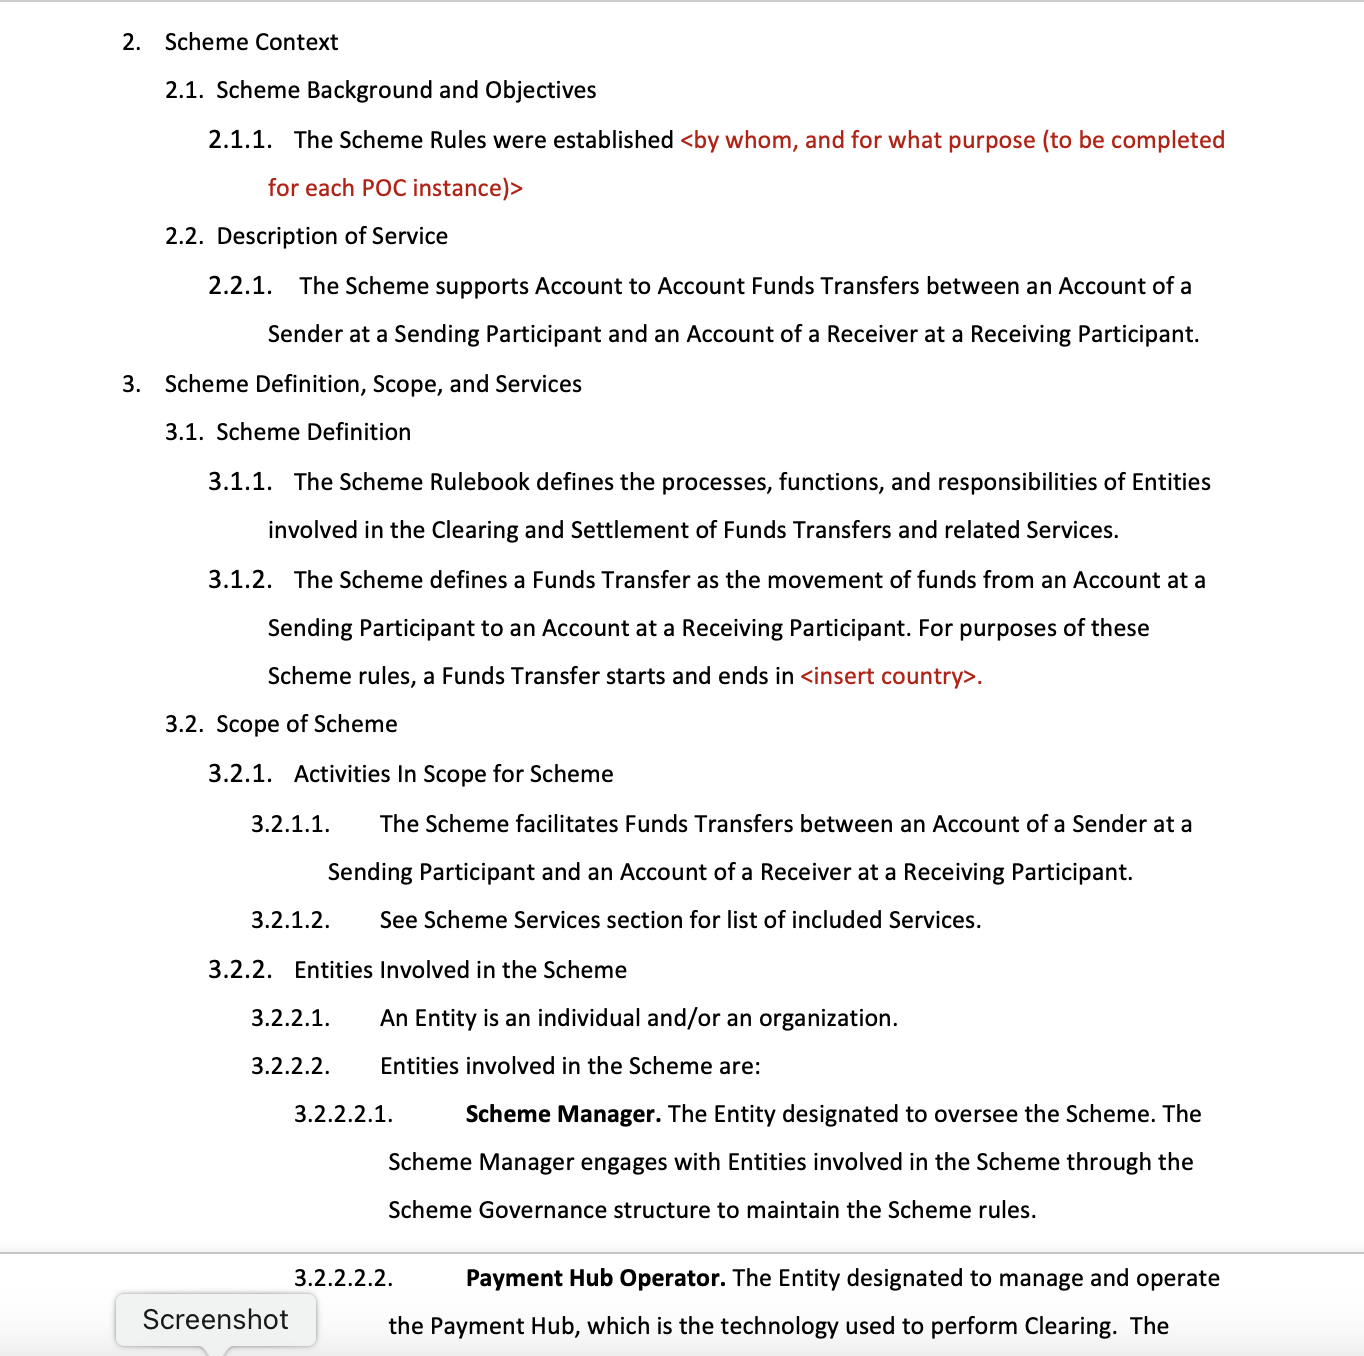 2. Scheme Context
2.1. Scheme Background and Objectives
2.1.1. The Scheme Rules were established <by whom, and for what purpose (to be completed
for each POC instance)>
2.2. Description of Service
2.2.1. The Scheme supports Account to Account Funds Transfers between an Account of a
Sender at a Sending Participant and an Account of a Receiver at a Receiving Participant.
3. Scheme Definition, Scope, and Services
3.1. Scheme Definition
3.1.1. The Scheme Rulebook defines the processes, functions, and responsibilities of Entities
involved in the Clearing and Settlement of Funds Transfers and related Services.
3.1.2. The Scheme defines a Funds Transfer as the movement of funds from an Account at a
Sending Participant to an Account at a Receiving Participant. For purposes of these
Scheme rules, a Funds Transfer starts and ends in <insert country>.
3.2. Scope of Scheme
3.2.1. Activities In Scope for Scheme
3.2.1.1. The Scheme facilitates Funds Transfers between an Account of a Sender at a
Sending Participant and an Account of a Receiver at a Receiving Participant.
3.2.1.2. See Scheme Services section for list of included Services.
3.2.2. Entities Involved in the Scheme
3.2.2.1. An Entity is an individual and/or an organization.
3.2.2.2. Entities involved in the Scheme are:
3.2.2.2.1. Scheme Manager. The Entity designated to oversee the Scheme. The
Scheme Manager engages with Entities involved in the Scheme through the
Scheme Governance structure to maintain the Scheme rules.
3.2.2.2.2. Payment Hub Operator. The Entity designated to manage and operate
the Payment Hub, which is the technology used to perform Clearing. The
Screenshot